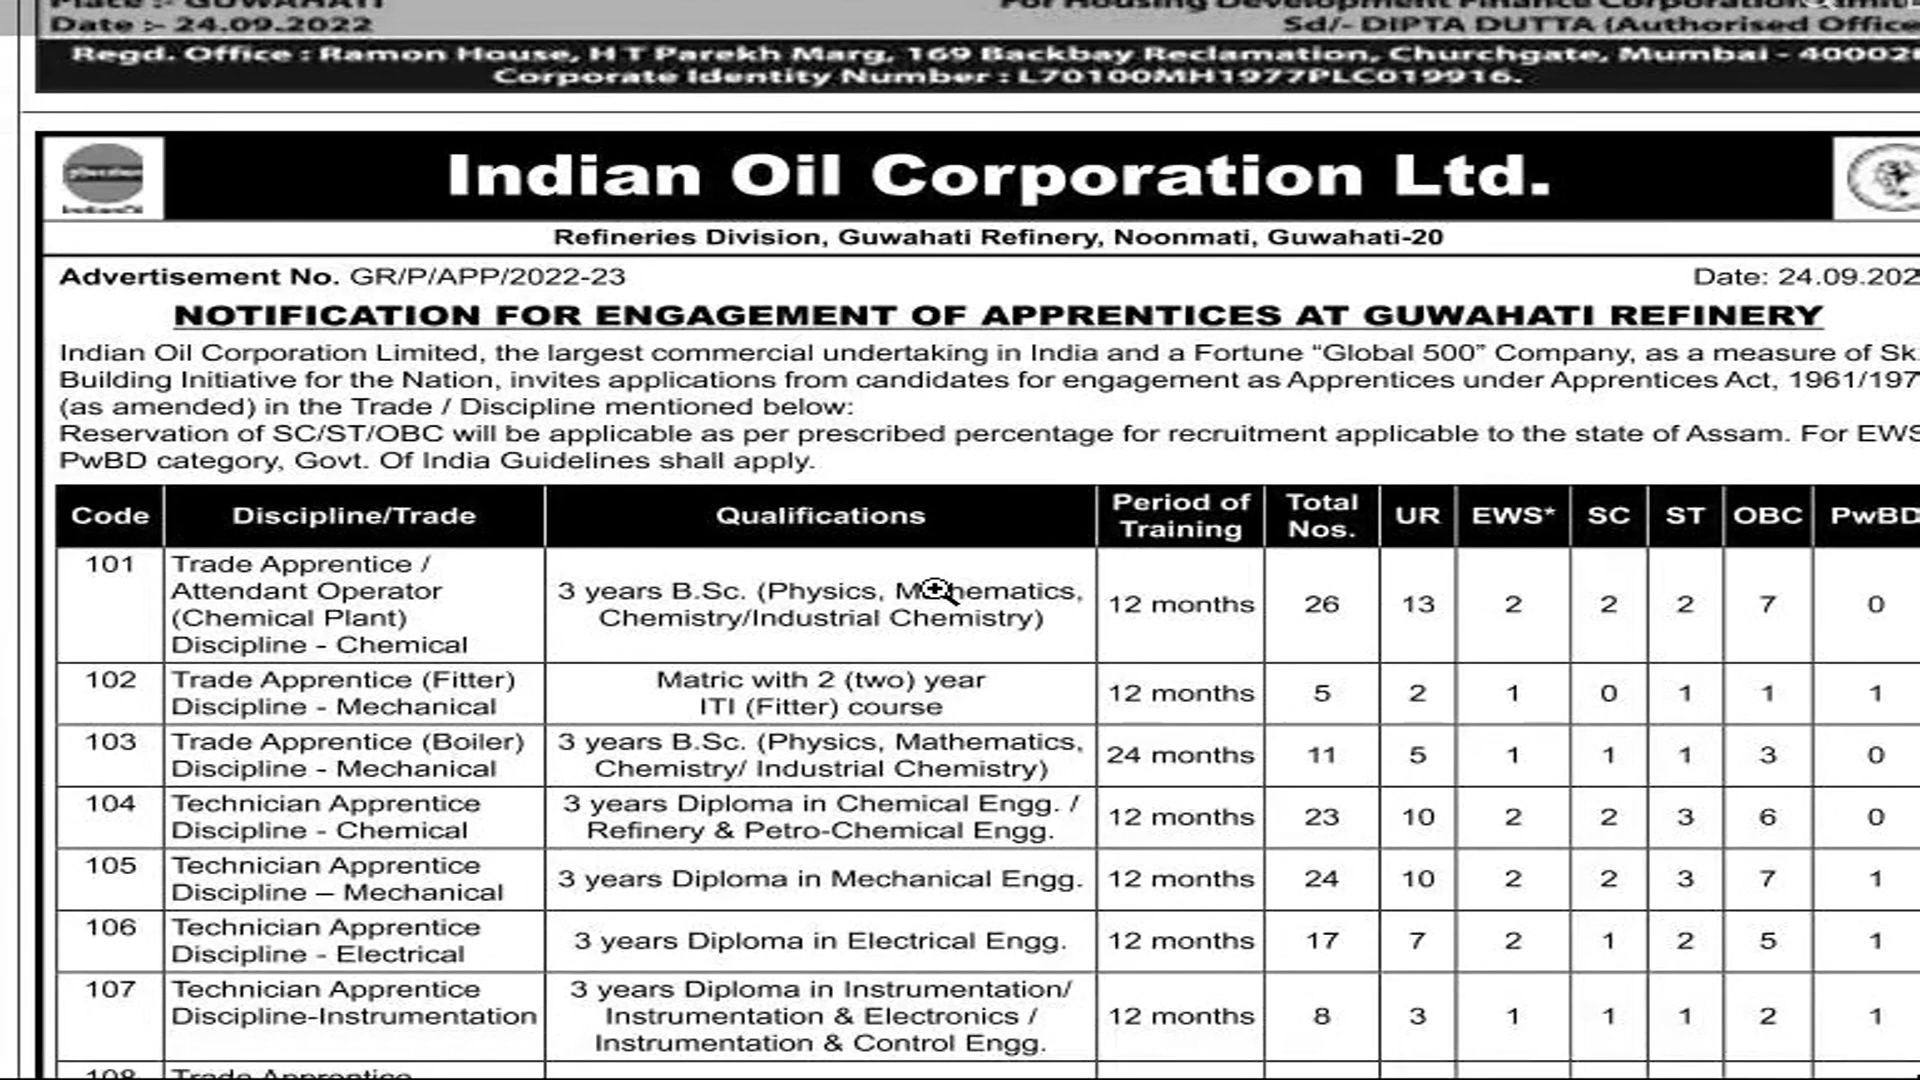 Place :- GUWAHATI
For Housing Development Finance Corporation Limit
Date :- 24.09.2022
Sd/- DIPTA DUTTA (Authorised Office
Regd. Office : Ramon House, H T Parekh Marg, 169 Backbay Reclamation, Churchgate, Mumbai - 40002
Corporate Identity Number : L70100MH1977PLC019916.
Indian Oil Corporation Ltd.
IndianOil
Refineries Division, Guwahati Refinery, Noonmati, Guwahati-20
Advertisement No. GR/P/APP/2022-23
Date: 24.09.202
NOTIFICATION FOR ENGAGEMENT OF APPRENTICES AT GUWAHATI REFINERY
Indian Oil Corporation Limited, the largest commercial undertaking in India and a Fortune “Global 500” Company, as a measure of Sk
Building Initiative for the Nation, invites applications from candidates for engagement as Apprentices under Apprentices Act, 1961/197
(as amended) in the Trade / Discipline mentioned below:
Reservation of SC/ST/OBC will be applicable as per prescribed percentage for recruitment applicable to the state of Assam. For EWS
PwBD category, Govt. Of India Guidelines shall apply.
Code Discipline/Trade Qualifications Period of Training Total Nos. UR EWS* SC ST OBC PwBD
101 Trade Apprentice /
Attendant Operator
(Chemical Plant)
Discipline - Chemical
3 years B.Sc. (Physics, Mathematics,
Chemistry/Industrial Chemistry)
12 months 26 13 2 2 2 7 0
102 Trade Apprentice (Fitter)
Discipline - Mechanical
Matric with 2 (two) year
ITI (Fitter) course
12 months 5 2 1 0 1 1 1
103 Trade Apprentice (Boiler)
Discipline - Mechanical
3 years B.Sc. (Physics, Mathematics,
Chemistry/ Industrial Chemistry)
24 months 11 5 1 1 1 3 0
104 Technician Apprentice
Discipline - Chemical
3 years Diploma in Chemical Engg. /
Refinery & Petro-Chemical Engg.
12 months 23 10 2 2 3 6 0
105 Technician Apprentice
Discipline – Mechanical
3 years Diploma in Mechanical Engg.
12 months 24 10 2 2 3 7 1
106 Technician Apprentice
Discipline - Electrical
3 years Diploma in Electrical Engg.
12 months 17 7 2 1 2 5 1
107 Technician Apprentice
Discipline-Instrumentation
3 years Diploma in Instrumentation/
Instrumentation & Electronics /
Instrumentation & Control Engg.
12 months 8 3 1 1 1 2 1
108 Trade Apprentice